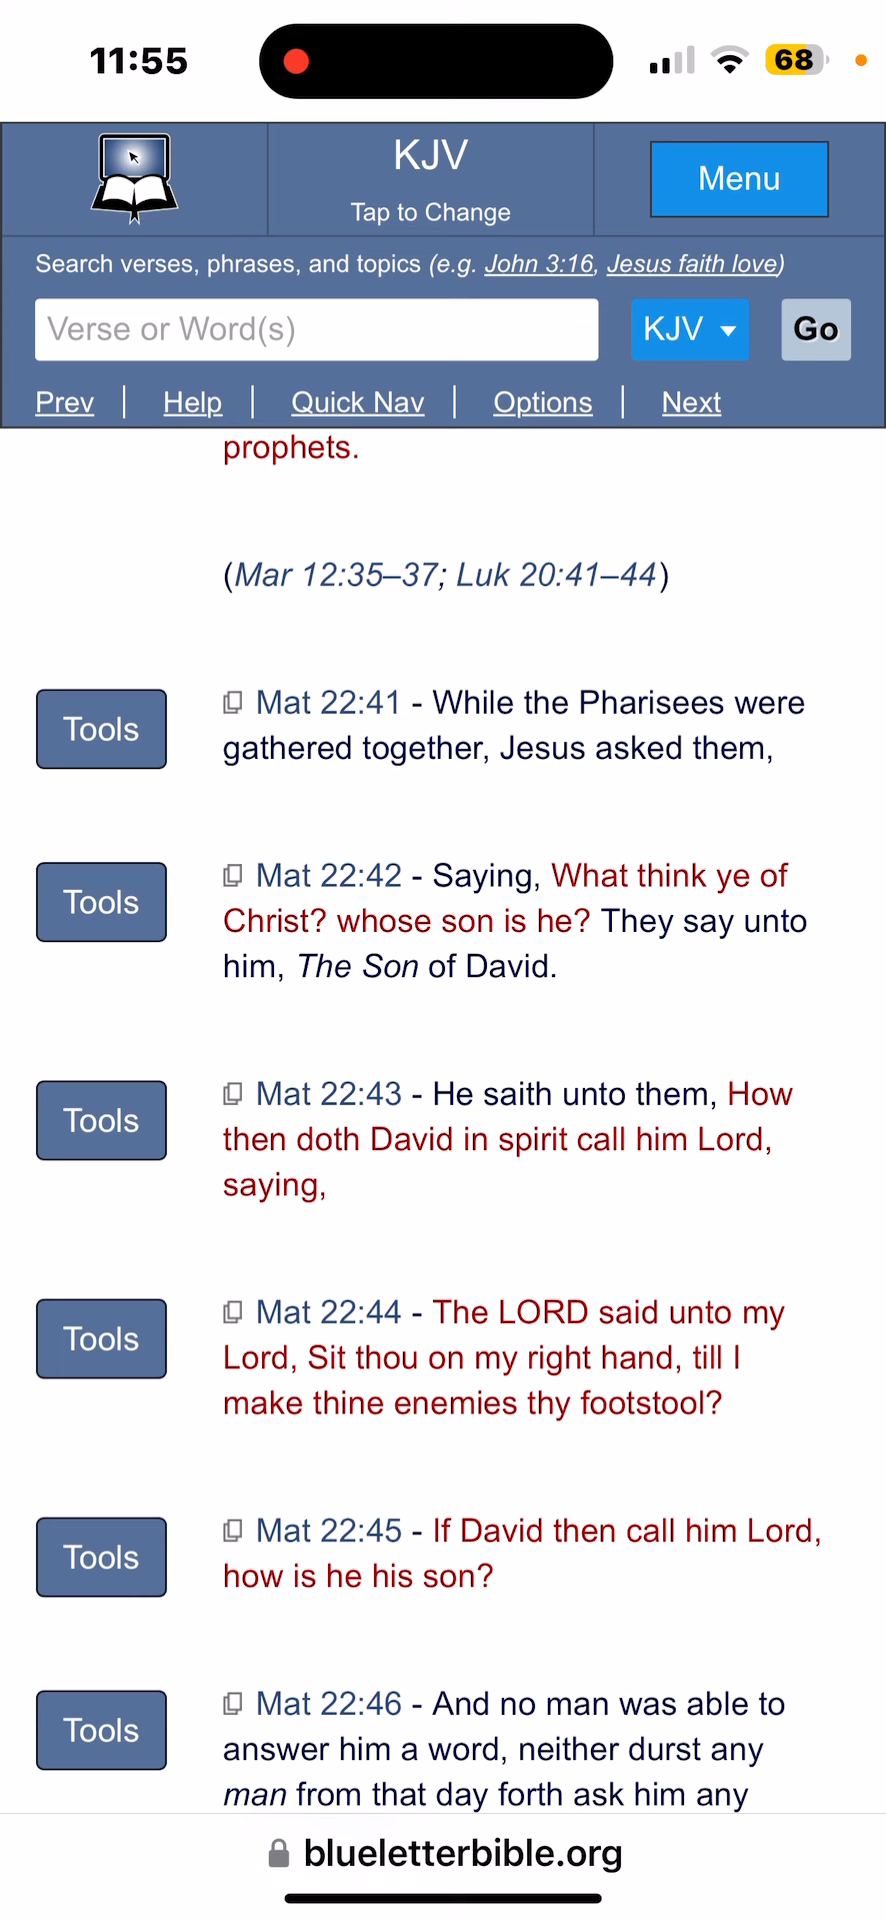 11:55
68
KJV
Tap to Change
Menu
Search verses, phrases, and topics (e.g. John 3:16, Jesus faith love)
Verse or Word(s)
KJV
Go
Prev | Help | Quick Nav | Options | Next
prophets.
(Mar 12:35–37; Luk 20:41–44)
Tools
Mat 22:41 - While the Pharisees were
gathered together, Jesus asked them,
Tools
Mat 22:42 - Saying, What think ye of
Christ? whose son is he? They say unto
him, The Son of David.
Tools
Mat 22:43 - He saith unto them, How
then doth David in spirit call him Lord,
saying,
Tools
Mat 22:44 - The LORD said unto my
Lord, Sit thou on my right hand, till I
make thine enemies thy footstool?
Tools
Mat 22:45 - If David then call him Lord,
how is he his son?
Tools
Mat 22:46 - And no man was able to
answer him a word, neither durst any
man from that day forth ask him any
blueletterbible.org